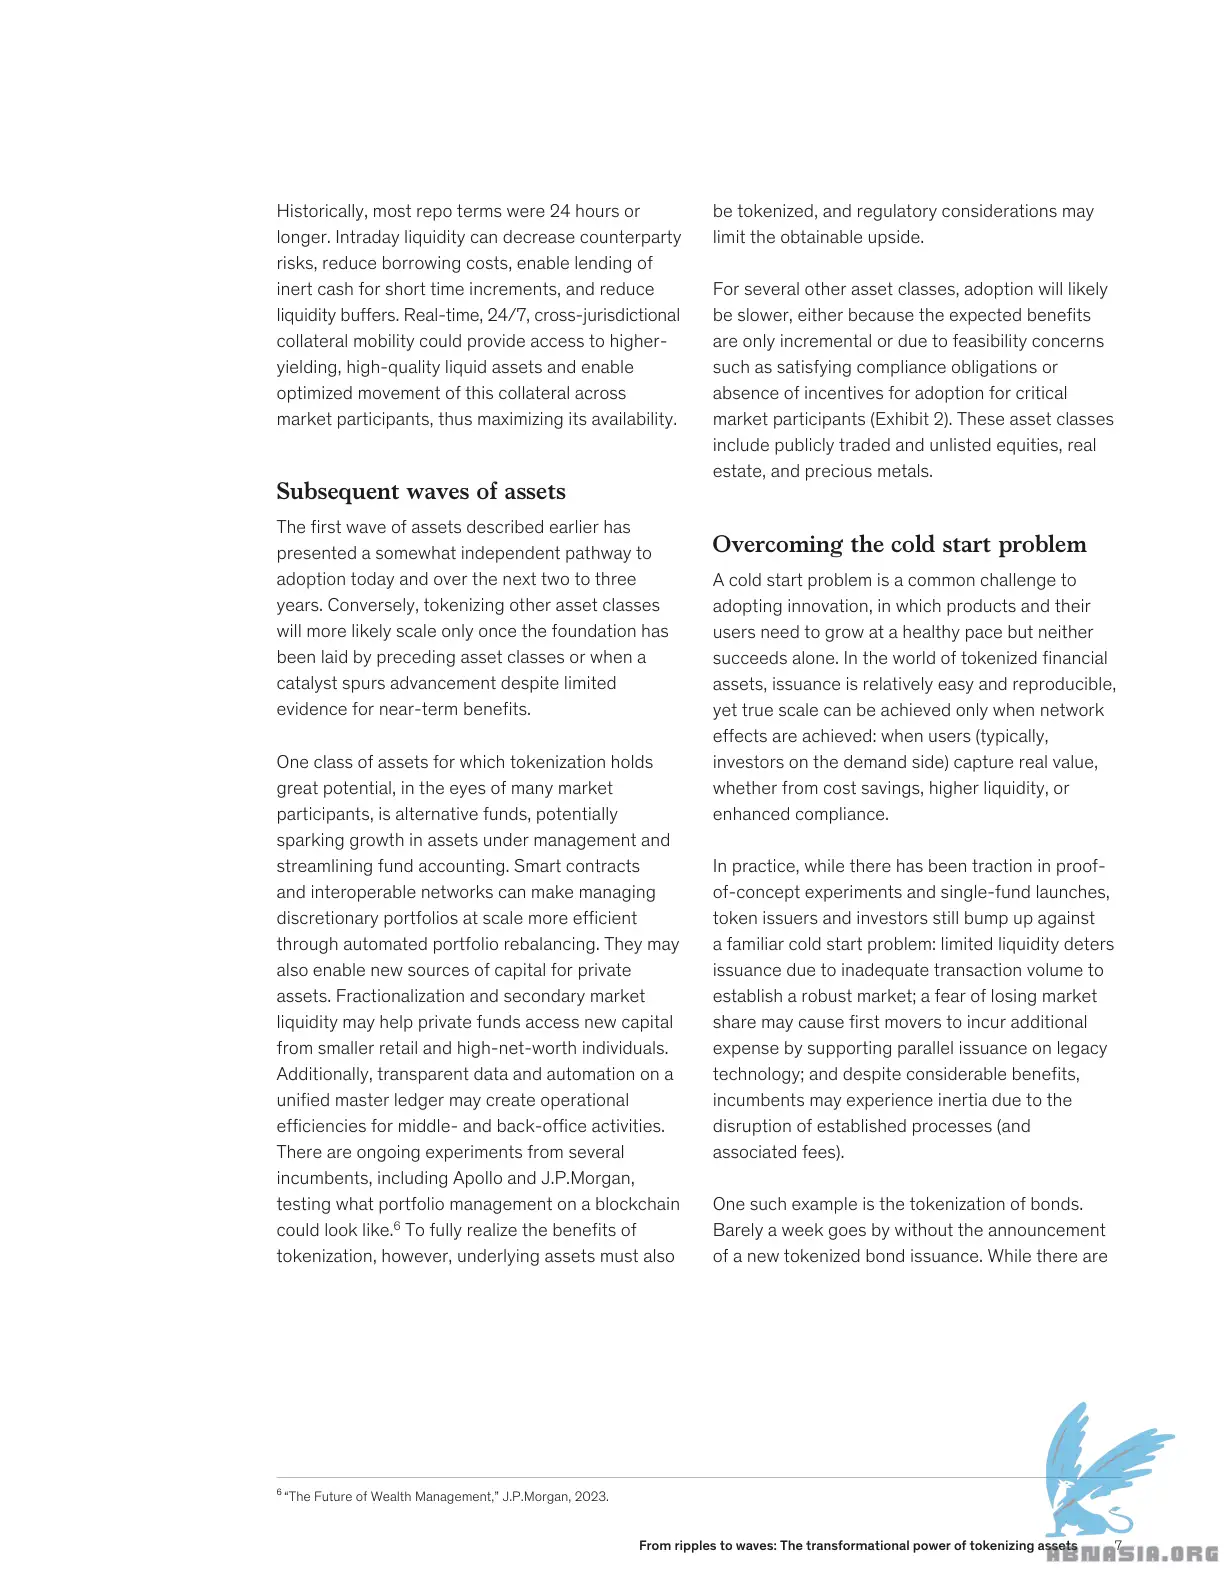 Historically, most repo terms were 24 hours or
longer. Intraday liquidity can decrease counterparty
risks, reduce borrowing costs, enable lending of
inert cash for short time increments, and reduce
liquidity buffers. Real-time, 24/7, cross-jurisdictional
collateral mobility could provide access to higher-
yielding, high-quality liquid assets and enable
optimized movement of this collateral across
market participants, thus maximizing its availability.
Subsequent waves of assets
The first wave of assets described earlier has
presented a somewhat independent pathway to
adoption today and over the next two to three
years. Conversely, tokenizing other asset classes
will more likely scale only once the foundation has
been laid by preceding asset classes or when a
catalyst spurs advancement despite limited
evidence for near-term benefits.
One class of assets for which tokenization holds
great potential, in the eyes of many market
participants, is alternative funds, potentially
sparking growth in assets under management and
streamlining fund accounting. Smart contracts
and interoperable networks can make managing
discretionary portfolios at scale more efficient
through automated portfolio rebalancing. They may
also enable new sources of capital for private
assets. Fractionalization and secondary market
liquidity may help private funds access new capital
from smaller retail and high-net-worth individuals.
Additionally, transparent data and automation on a
unified master ledger may create operational
efficiencies for middle- and back-office activities.
There are ongoing experiments from several
incumbents, including Apollo and J.P.Morgan,
testing what portfolio management on a blockchain
could look like.6 To fully realize the benefits of
tokenization, however, underlying assets must also
be tokenized, and regulatory considerations may
limit the obtainable upside.
For several other asset classes, adoption will likely
be slower, either because the expected benefits
are only incremental or due to feasibility concerns
such as satisfying compliance obligations or
absence of incentives for adoption for critical
market participants (Exhibit 2). These asset classes
include publicly traded and unlisted equities, real
estate, and precious metals.
Overcoming the cold start problem
A cold start problem is a common challenge to
adopting innovation, in which products and their
users need to grow at a healthy pace but neither
succeeds alone. In the world of tokenized financial
assets, issuance is relatively easy and reproducible,
yet true scale can be achieved only when network
effects are achieved: when users (typically,
investors on the demand side) capture real value,
whether from cost savings, higher liquidity, or
enhanced compliance.
In practice, while there has been traction in proof-
of-concept experiments and single-fund launches,
token issuers and investors still bump up against
a familiar cold start problem: limited liquidity deters
issuance due to inadequate transaction volume to
establish a robust market; a fear of losing market
share may cause first movers to incur additional
expense by supporting parallel issuance on legacy
technology; and despite considerable benefits,
incumbents may experience inertia due to the
disruption of established processes (and
associated fees).
One such example is the tokenization of bonds.
Barely a week goes by without the announcement
of a new tokenized bond issuance. While there are
6 “The Future of Wealth Management,” J.P.Morgan, 2023.
From ripples to waves: The transformational power of tokenizing assets 7
ABNASIA.ORG